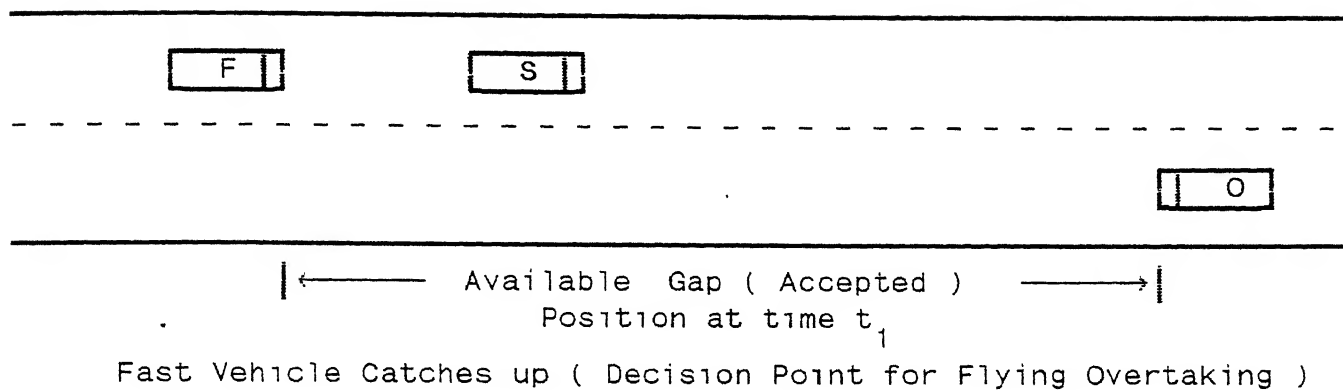 F S
O
Available Gap ( Accepted )
Position at time t₁
Fast Vehicle Catches up ( Decision Point for Flying Overtaking )